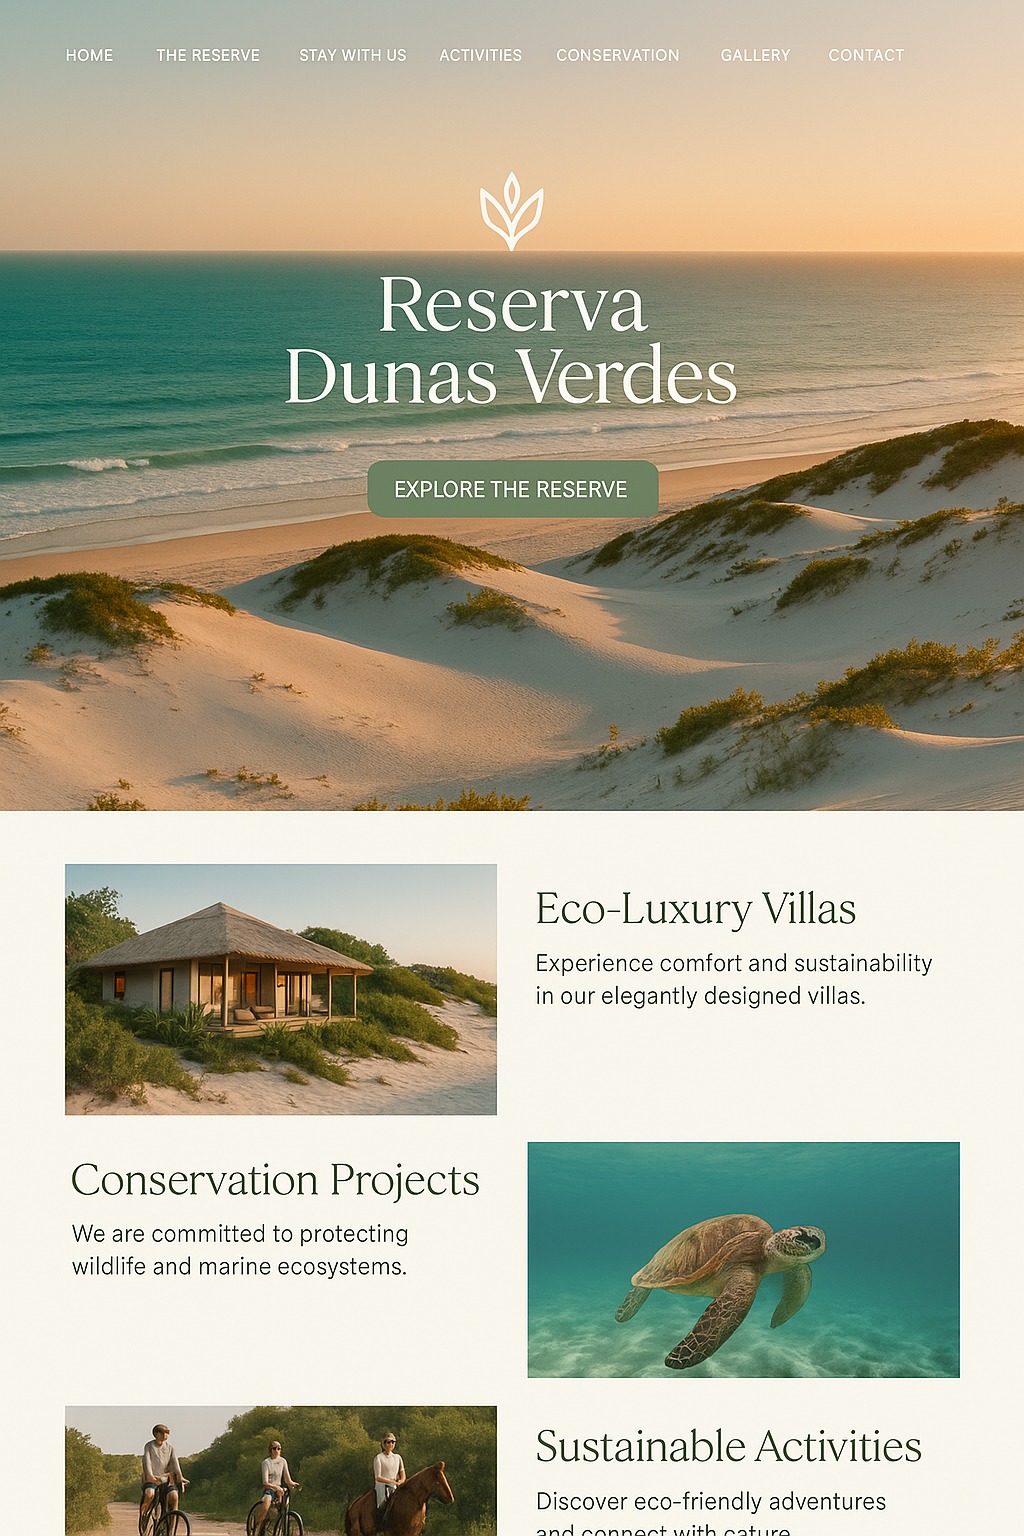 HOME THE RESERVE STAY WITH US ACTIVITIES CONSERVATION GALLERY CONTACT
Reserva
Dunas Verdes
EXPLORE THE RESERVE
Eco-Luxury Villas
Experience comfort and sustainability
in our elegantly designed villas.
Conservation Projects
We are committed to protecting
wildlife and marine ecosystems.
Sustainable Activities
Discover eco-friendly adventures
and connect with cature